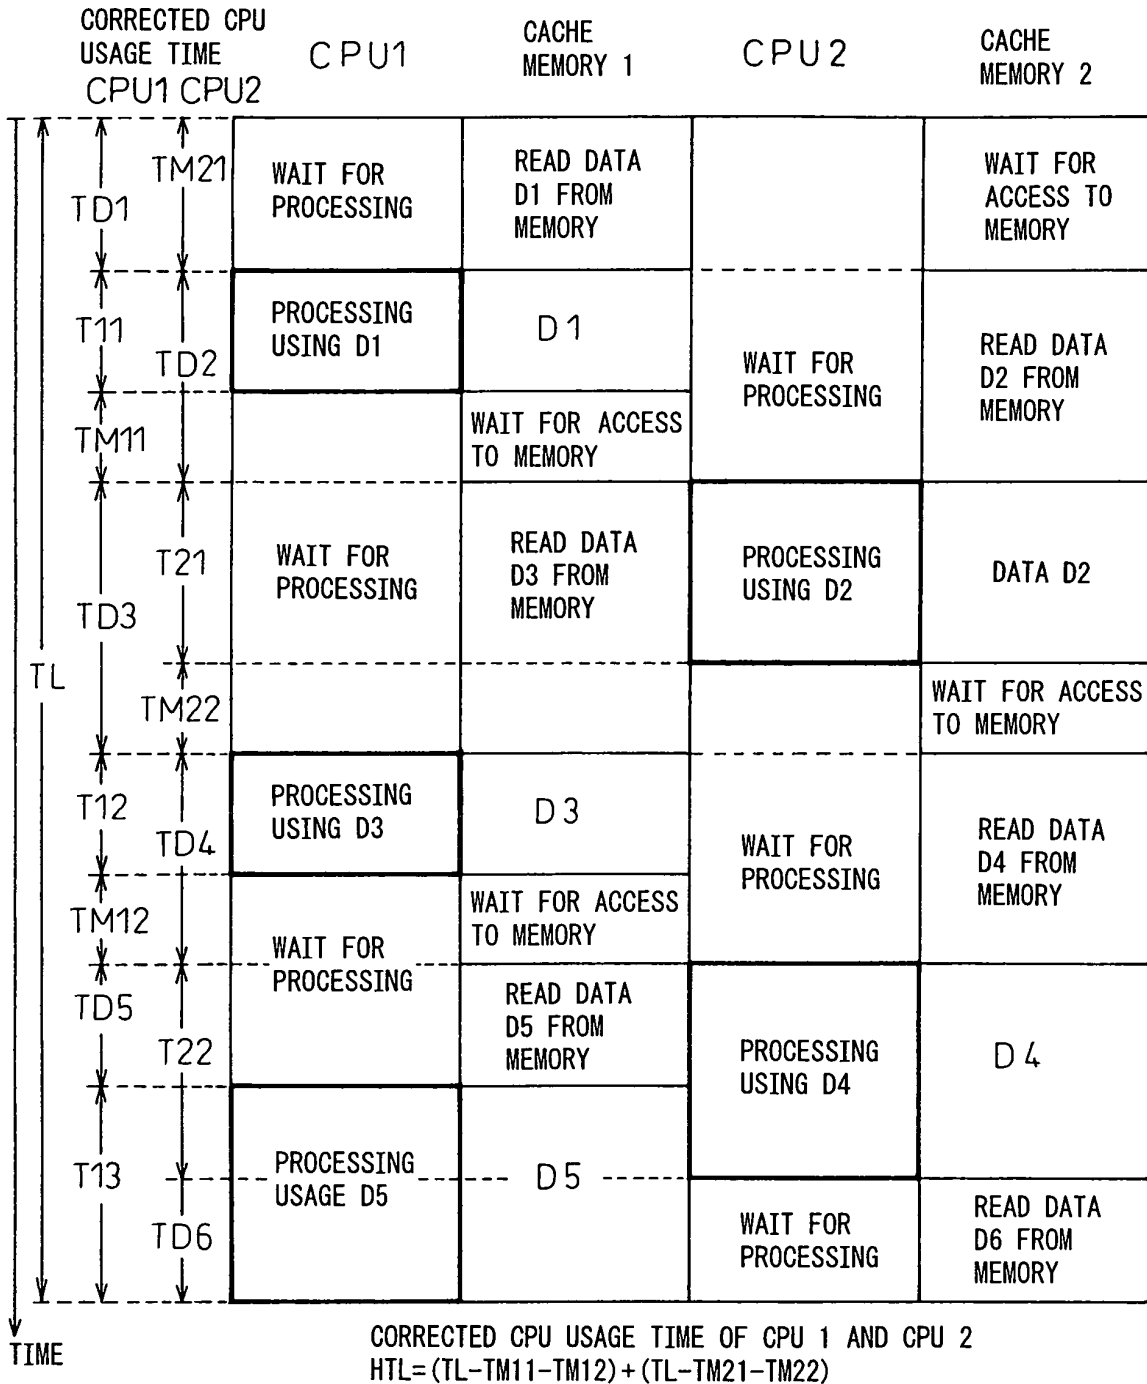 CORRECTED CPU
USAGE TIME
CPU1 CPU2
CPU1
CACHE
MEMORY 1
CPU2
CACHE
MEMORY 2
TM21
TD1
WAIT FOR
PROCESSING
READ DATA
D1 FROM
MEMORY
WAIT FOR
ACCESS TO
MEMORY
T11
TD2
PROCESSING
USING D1
D1
WAIT FOR
PROCESSING
READ DATA
D2 FROM
MEMORY
TM11
WAIT FOR ACCESS
TO MEMORY
T21
TD3
WAIT FOR
PROCESSING
READ DATA
D3 FROM
MEMORY
PROCESSING
USING D2
DATA D2
TL
TM22
WAIT FOR ACCESS
TO MEMORY
T12
TD4
PROCESSING
USING D3
D3
WAIT FOR
PROCESSING
READ DATA
D4 FROM
MEMORY
TM12
WAIT FOR
PROCESSING
WAIT FOR ACCESS
TO MEMORY
TD5
T22
READ DATA
D5 FROM
MEMORY
PROCESSING
USING D4
D4
T13
PROCESSING
USAGE D5
D5
TD6
WAIT FOR
PROCESSING
READ DATA
D6 FROM
MEMORY
TIME
CORRECTED CPU USAGE TIME OF CPU 1 AND CPU 2
HTL=(TL-TM11-TM12)+(TL-TM21-TM22)